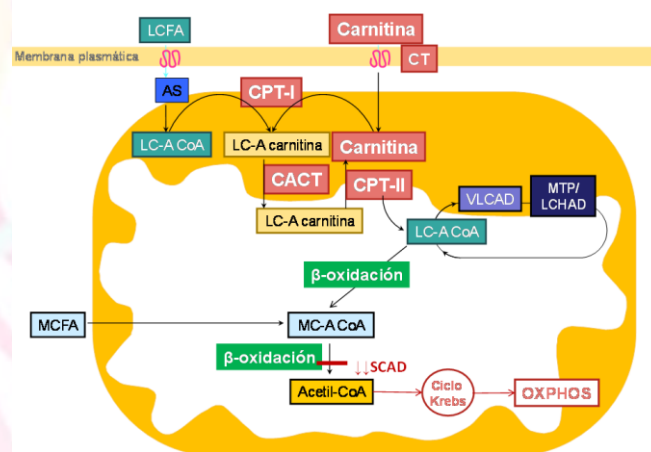 LCFA
Carnitina
Membrana plasmática
CT
AS
CPT-I
LC-A CoA
LC-A carnitina
Carnitina
CACT
CPT-II
VLCAD
MTP/
LCHAD
LC-A carnitina
LC-A CoA
β-oxidación
MCFA
MC-A CoA
β-oxidación
↓↓SCAD
Acetil-CoA
Ciclo
Krebs
OXPHOS